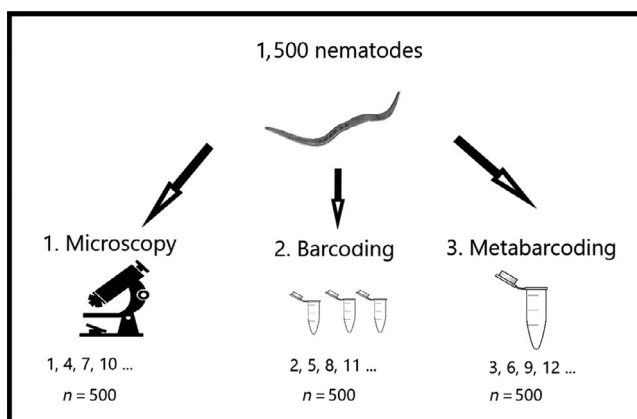 1,500 nematodes
1. Microscopy
2. Barcoding
3. Metabarcoding
1, 4, 7, 10 ...
2, 5, 8, 11 ...
3, 6, 9, 12 ...
n = 500
n = 500
n = 500